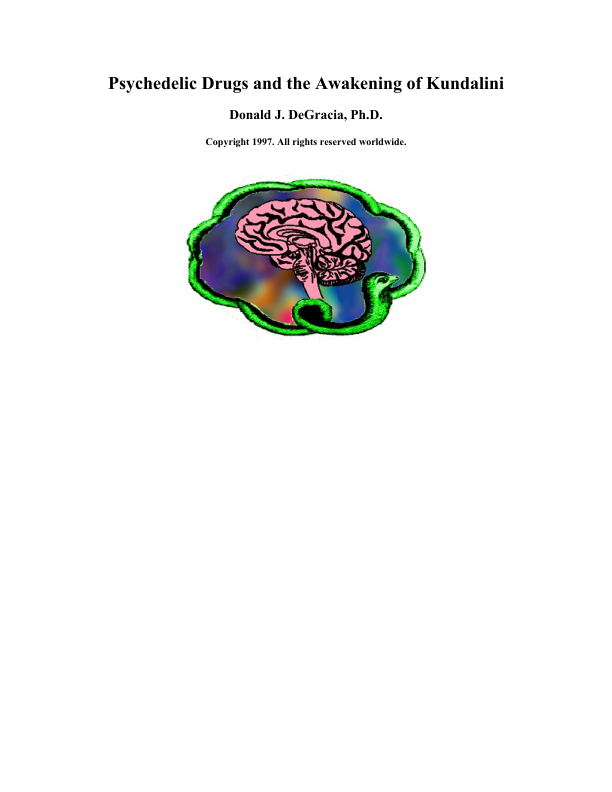 Psychedelic Drugs and the Awakening of Kundalini
Donald J. DeGracia, Ph.D.
Copyright 1997. All rights reserved worldwide.